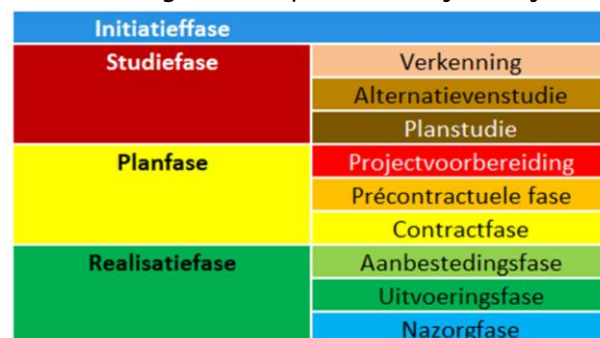 Initiatieffase
Studiefase
Verkenning
Alternatievenstudie
Planstudie
Planfase
Projectvoorbereiding
Précontractuele fase
Contractfase
Realisatiefase
Aanbestedingsfase
Uitvoeringsfase
Nazorgfase